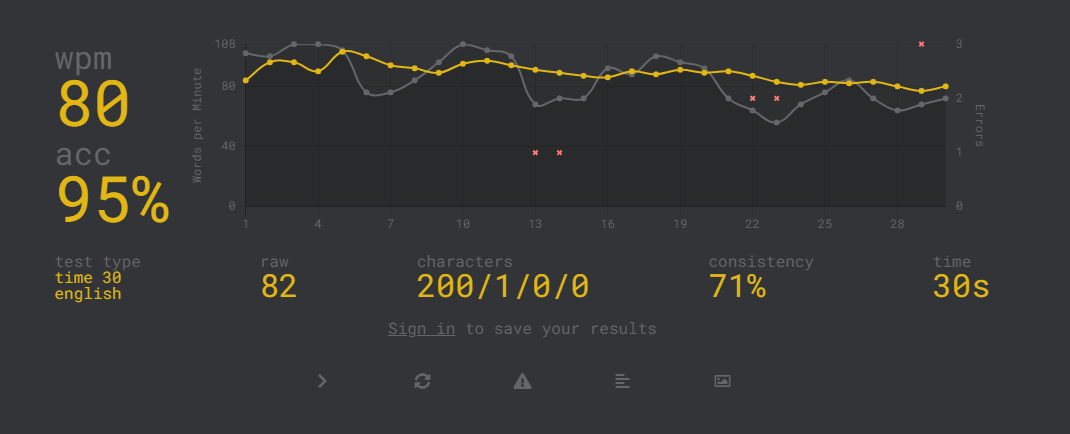 wpm
80
acc
95%
Words per Minute
108
80
40
0
3
2
1
0
Errors
1 4 7 10 13 16 19 22 25 28
test type
time 30
english
raw
82
characters
200/1/0/0
consistency
71%
time
30s
Sign in to save your results